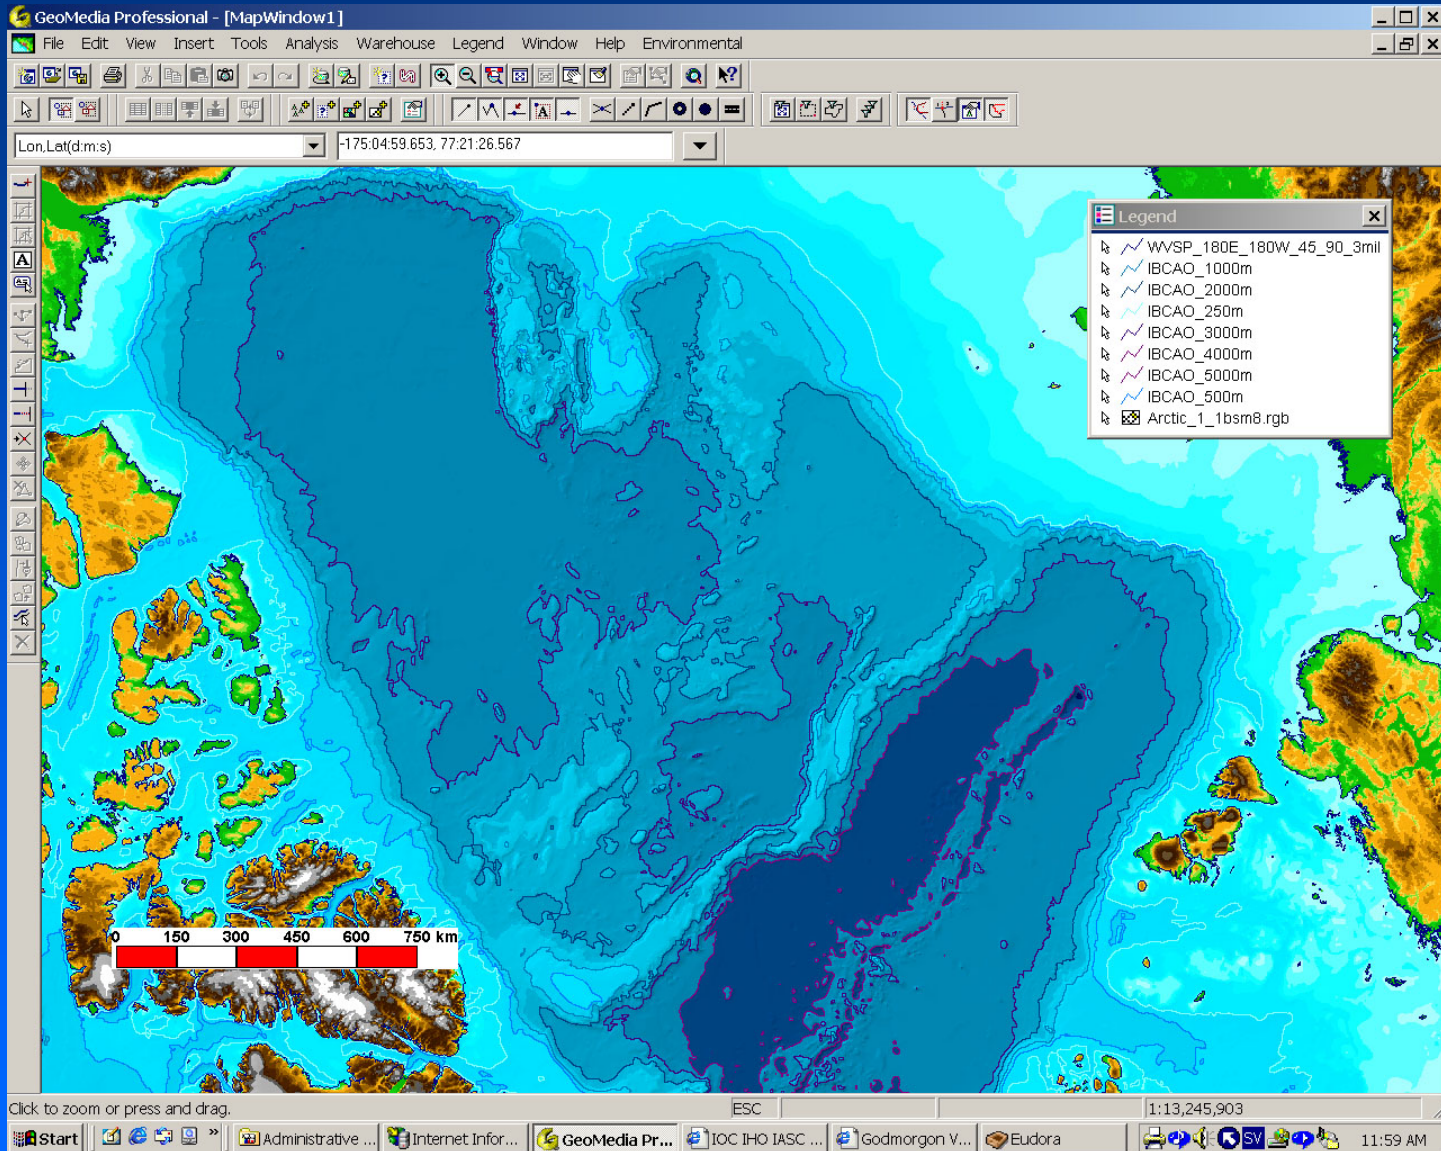 GeoMedia Professional - [MapWindow1]
File Edit View Insert Tools Analysis Warehouse Legend Window Help Environmental
Lon,Lat(d:m:s) -175:04:59.653, 77:21:26.567
Legend
WVSP_180E_180W_45_90_3mil
IBCAO_1000m
IBCAO_2000m
IBCAO_250m
IBCAO_3000m
IBCAO_4000m
IBCAO_5000m
IBCAO_500m
Arctic_1_1bsm8.rgb
0 150 300 450 600 750 km
Click to zoom or press and drag. ESC 1:13,245,903
Start » Administrative ... Internet Infor... GeoMedia Pr... IOC IHO IASC ... Godmorgon V... Eudora SV 11:59 AM